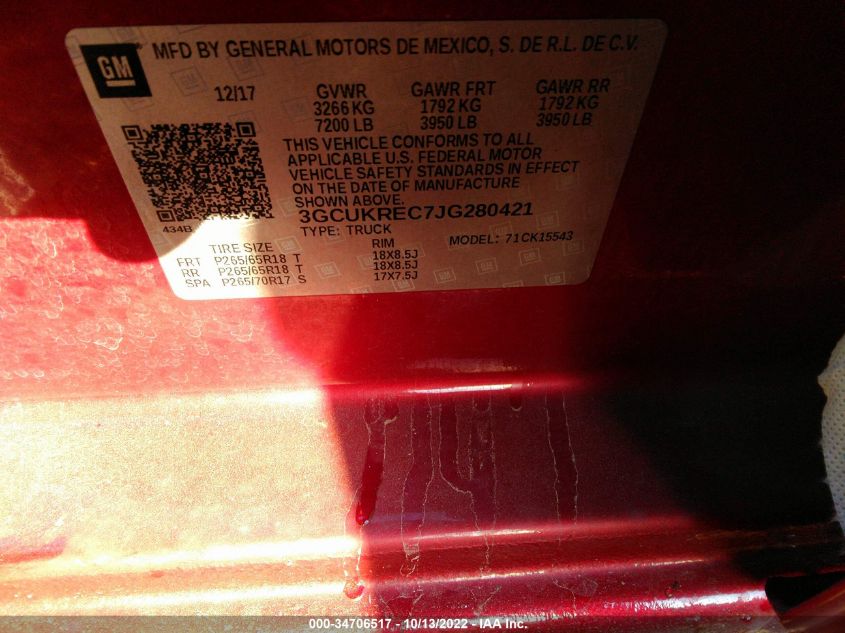 GM
MFD BY GENERAL MOTORS DE MEXICO, S. DE R.L. DE C.V.
12/17 GVWR GAWR FRT GAWR RR
3266 KG 1792 KG 1792 KG
7200 LB 3950 LB 3950 LB
THIS VEHICLE CONFORMS TO ALL
APPLICABLE U.S. FEDERAL MOTOR
VEHICLE SAFETY STANDARDS IN EFFECT
ON THE DATE OF MANUFACTURE
SHOWN ABOVE.
434B 3GCUKREC7JG280421
TYPE: TRUCK MODEL: 71CK15543
TIRE SIZE RIM
FRT P265/65R18 T 18X8.5J
RR P265/65R18 T 18X8.5J
SPA P265/70R17 S 17X7.5J
000-34706517 - 10/13/2022 - IAA Inc.